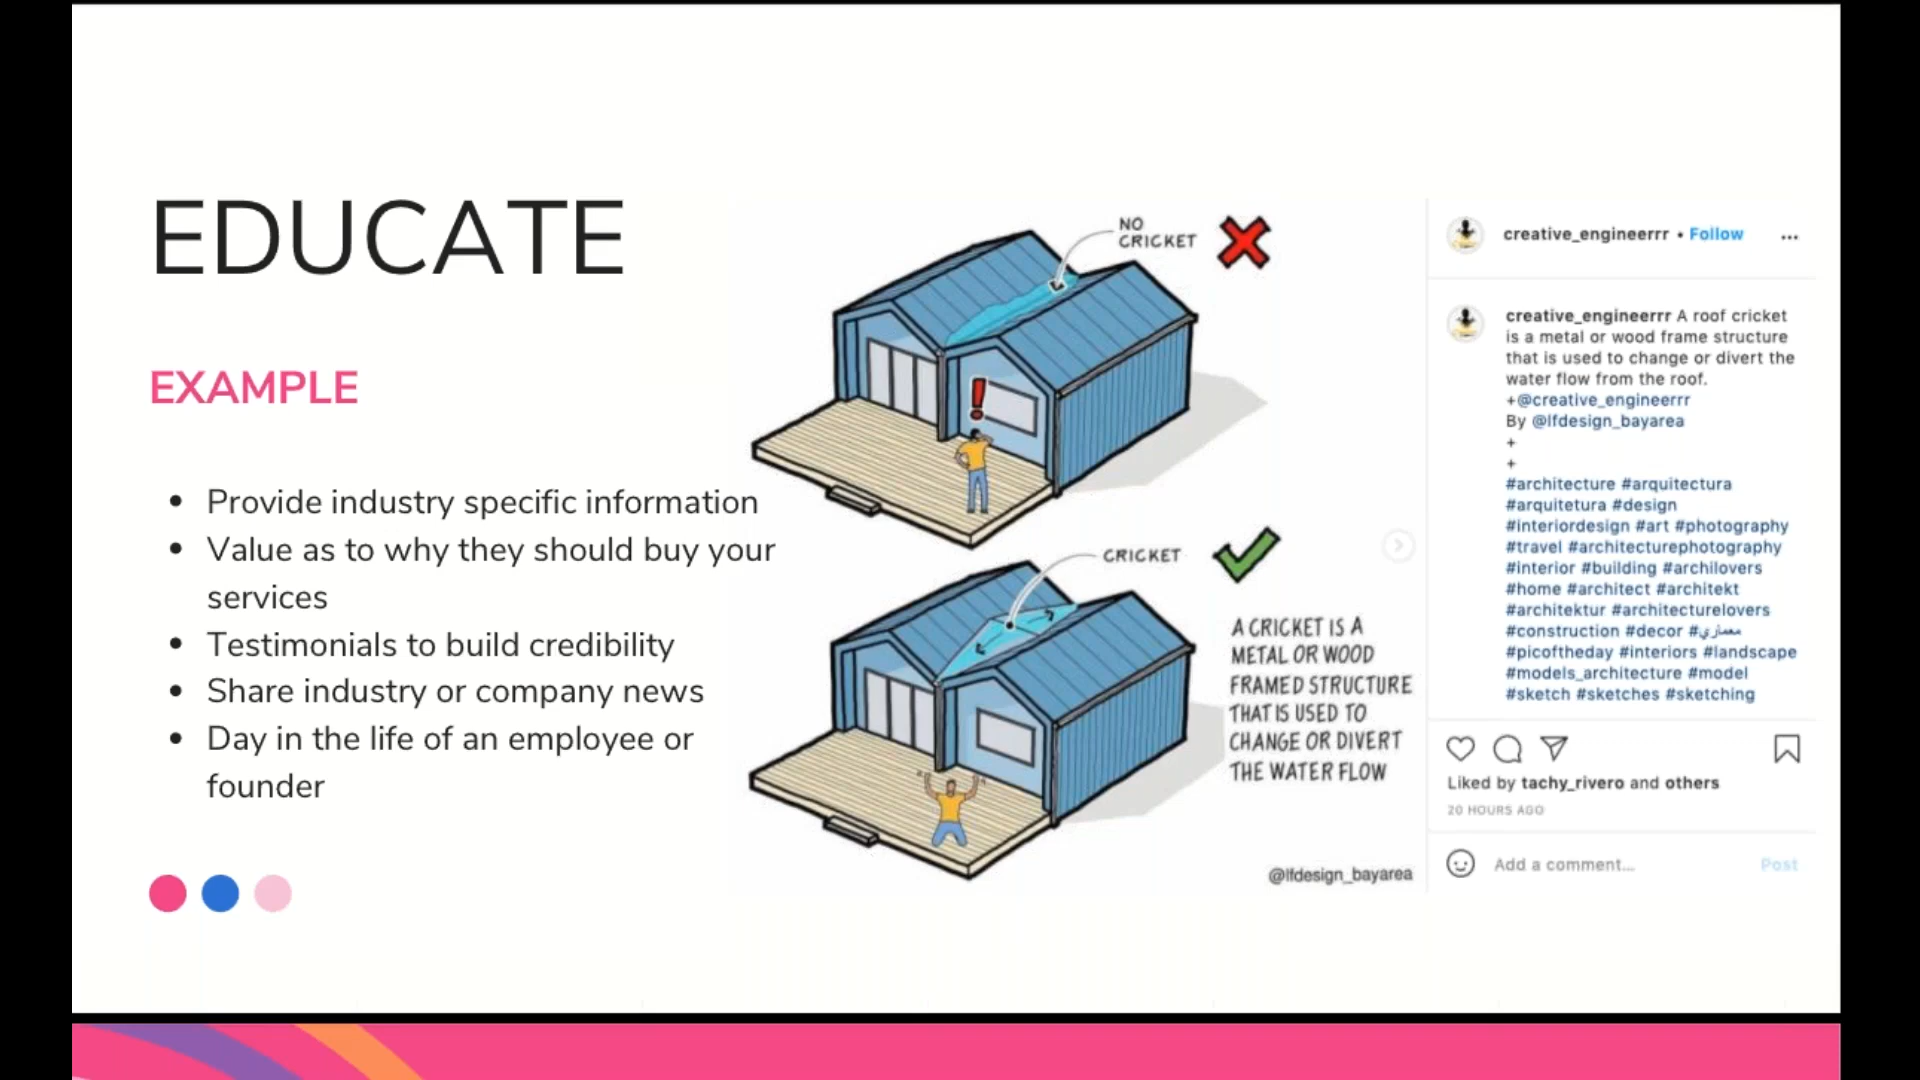 EDUCATE
EXAMPLE
• Provide industry specific information
• Value as to why they should buy your
services
• Testimonials to build credibility
• Share industry or company news
• Day in the life of an employee or
founder
NO
CRICKET
CRICKET
A CRICKET IS A
METAL OR WOOD
FRAMED STRUCTURE
THAT IS USED TO
CHANGE OR DIVERT
THE WATER FLOW
@lfdesign_bayarea
creative_engineerrr • Follow
creative_engineerrr A roof cricket
is a metal or wood frame structure
that is used to change or divert the
water flow from the roof.
+@creative_engineerrr
By @lfdesign_bayarea
+
+
#architecture #arquitectura
#arquitetura #design
#interiordesign #art #photography
#travel #architecturephotography
#interior #building #archilovers
#home #architect #architekt
#architektur #architecturelovers
#construction #decor #معماري
#picoftheday #interiors #landscape
#models_architecture #model
#sketch #sketches #sketching
Liked by tachy_rivero and others
20 HOURS AGO
Add a comment...
Post